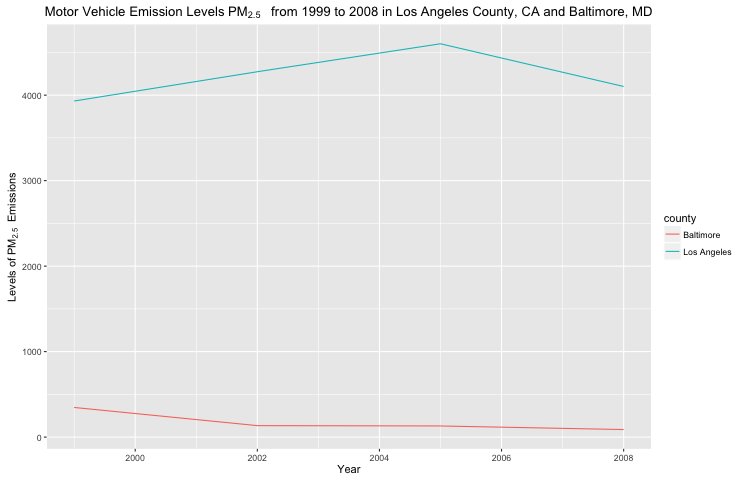 Motor Vehicle Emission Levels PM2.5 from 1999 to 2008 in Los Angeles County, CA and Baltimore, MD
Levels of PM2.5 Emissions
4000
3000
2000
1000
0
2000 2002 2004 2006 2008
Year
county
Baltimore
Los Angeles